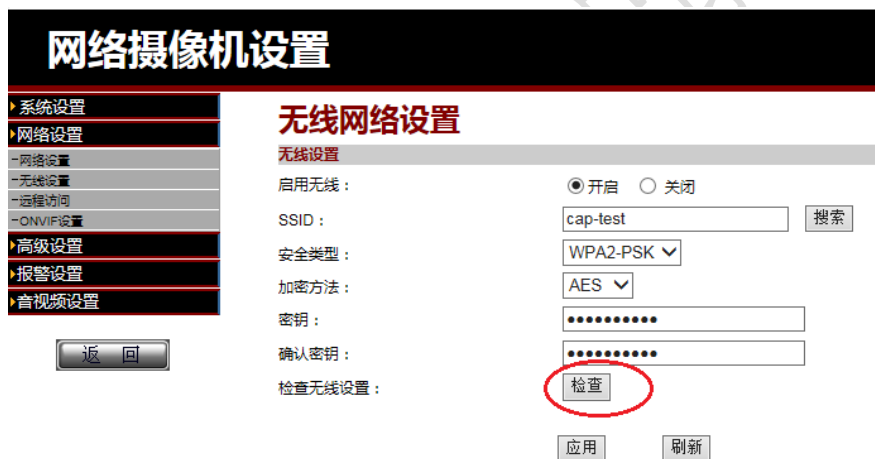 网络摄像机设置
系统设置
网络设置
-网络设置
-无线设置
-远程访问
-ONVIF设置
高级设置
报警设置
音视频设置
返 回
无线网络设置
无线设置
启用无线： 开启 关闭
SSID： cap-test 搜索
安全类型： WPA2-PSK
加密方法： AES
密钥： ••••••••••
确认密钥： ••••••••••
检查无线设置： 检查
应用 刷新